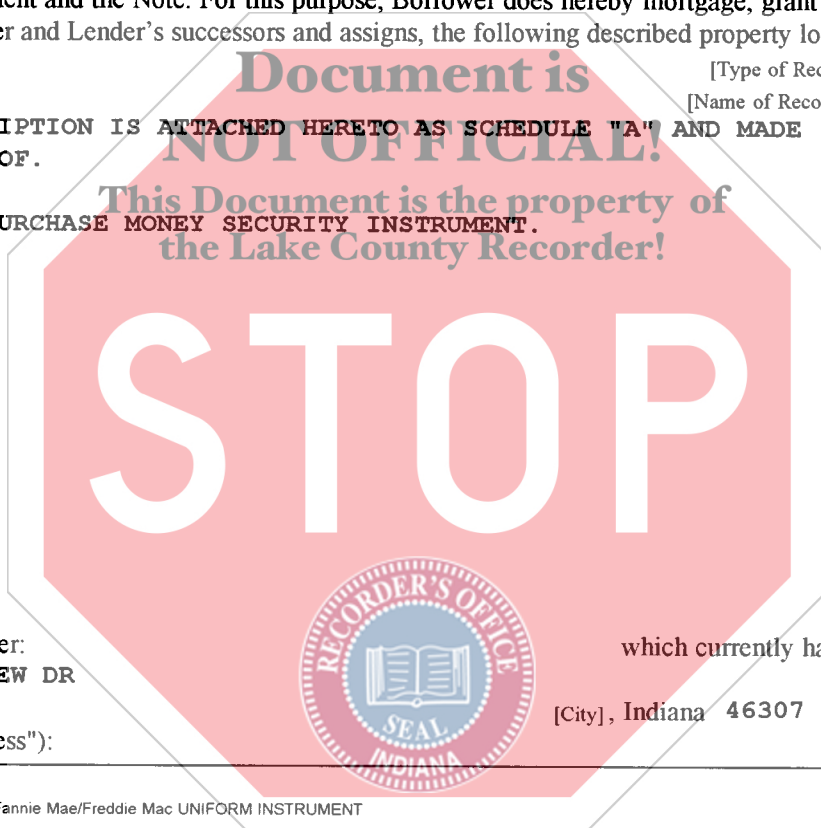 ent and the Note. For this purpose, Borrower does hereby mortgage, grant
er and Lender's successors and assigns, the following described property lo
Document is
[Type of Rec
[Name of Reco
IPTION IS ATTACHED HERETO AS SCHEDULE "A" AND MADE
NOT OFFICIAL!
OF.
This Document is the property of
URCHASE MONEY SECURITY INSTRUMENT.
the Lake County Recorder!
STOP
RECORDER'S OFFICE
SEAL
INDIANA
er:
which currently ha
EW DR
[City], Indiana 46307
ess"):
Fannie Mae/Freddie Mac UNIFORM INSTRUMENT